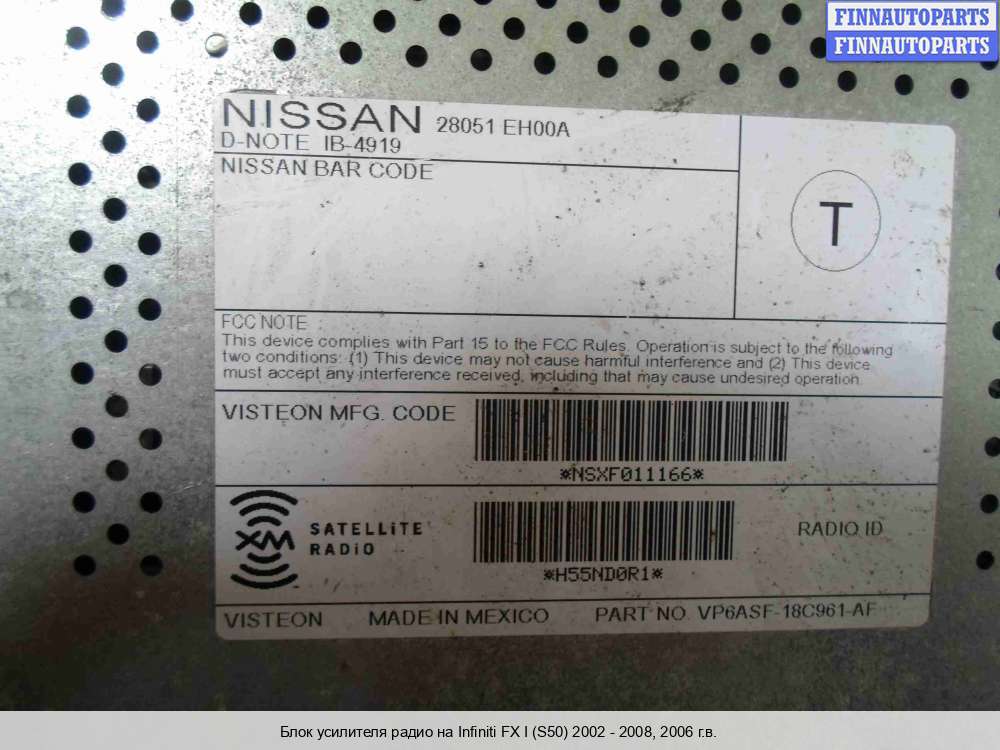 FINNAUTOPARTS
FINNAUTOPARTS
NISSAN 28051 EH00A
D-NOTE IB-4919
NISSAN BAR CODE
T
FCC NOTE
This device complies with Part 15 to the FCC Rules. Operation is subject to the following
two conditions: (1) This device may not cause harmful interference and (2) This device
must accept any interference received, including that may cause undesired operation.
VISTEON MFG. CODE
*NSXF011166*
XM SATELLiTE
RADiO
RADIO ID
*H55ND0R1*
VISTEON MADE IN MEXICO PART NO. VP6ASF-18C961-AF
Блок усилителя радио на Infiniti FX I (S50) 2002 - 2008, 2006 г.в.